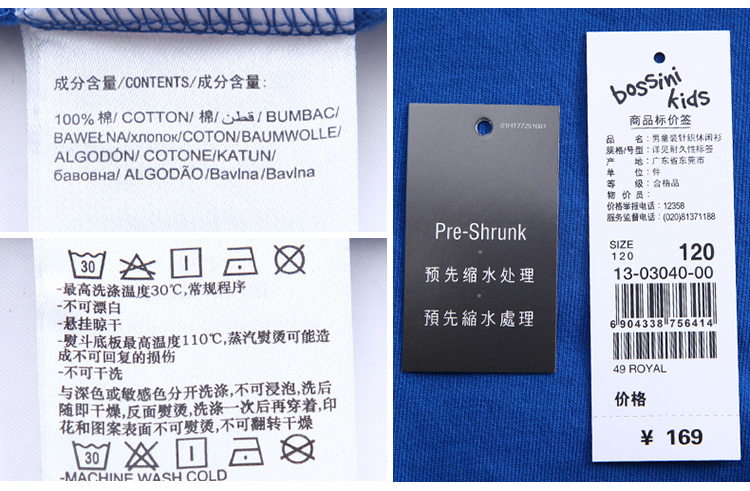 成分含量/CONTENTS/成分含量:
100% 棉/ COTTON/ 棉/ قطن / BUMBAC/
BAWEŁNA/хлопок/COTON/BAUMWOLLE/
ALGODÓN/ COTONE/KATUN/
бавовна/ ALGODÃO/Bavlna/Bavlna
30
-最高洗涤温度30℃,常规程序
-不可漂白
-悬挂晾干
-熨斗底板最高温度110℃,蒸汽熨烫可能造
成不可回复的损伤
-不可干洗
与深色或敏感色分开洗涤,不可浸泡,洗后
随即干燥,反面熨烫,洗涤一次后再穿着,印
花和图案表面不可熨烫,不可翻转干燥
30
-MACHINE WASH COLD
01HT77251001
Pre-Shrunk
预先缩水处理
預先縮水處理
bossini
kids
商品标价签
品 名: 男童装针织休闲衫
规格/号型: 详见耐久性标签
产 地: 广东省东莞市
单 位: 件
等 级: 合格品
物 价 员:
价格举报电话: 12358
服务监督电话: (020)81371188
SIZE
120 120
13-03040-00
6 904338 756414
49 ROYAL
价格
¥ 169